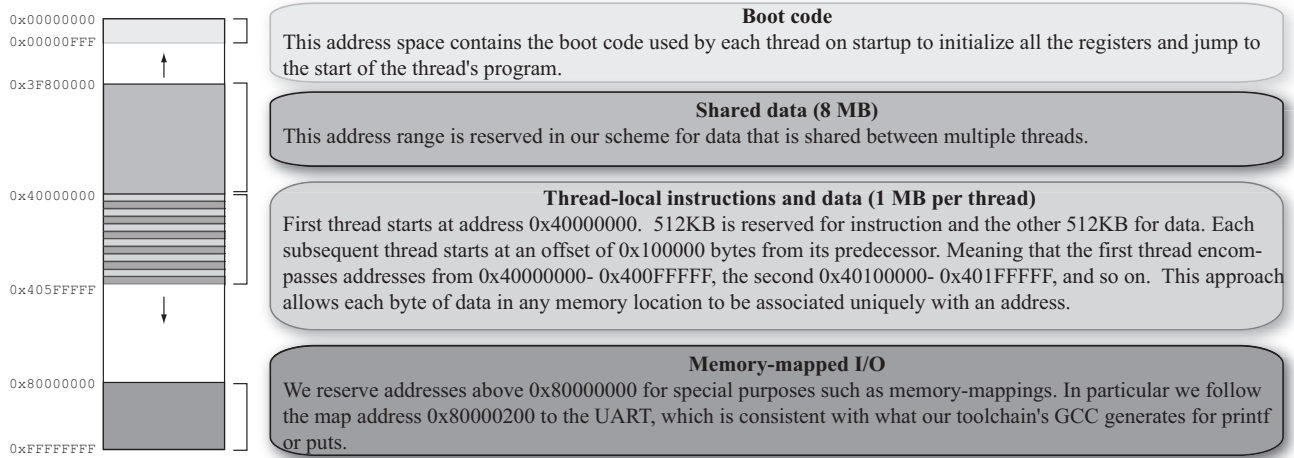 0x00000000
0x00000FFF
0x3F800000
0x40000000
0x405FFFFF
0x80000000
0xFFFFFFFF
Boot code
This address space contains the boot code used by each thread on startup to initialize all the registers and jump to
the start of the thread's program.
Shared data (8 MB)
This address range is reserved in our scheme for data that is shared between multiple threads.
Thread-local instructions and data (1 MB per thread)
First thread starts at address 0x40000000. 512KB is reserved for instruction and the other 512KB for data. Each
subsequent thread starts at an offset of 0x100000 bytes from its predecessor. Meaning that the first thread encom-
passes addresses from 0x40000000- 0x400FFFFF, the second 0x40100000- 0x401FFFFF, and so on. This approach
allows each byte of data in any memory location to be associated uniquely with an address.
Memory-mapped I/O
We reserve addresses above 0x80000000 for special purposes such as memory-mappings. In particular we follow
the map address 0x80000200 to the UART, which is consistent with what our toolchain's GCC generates for printf
or puts.